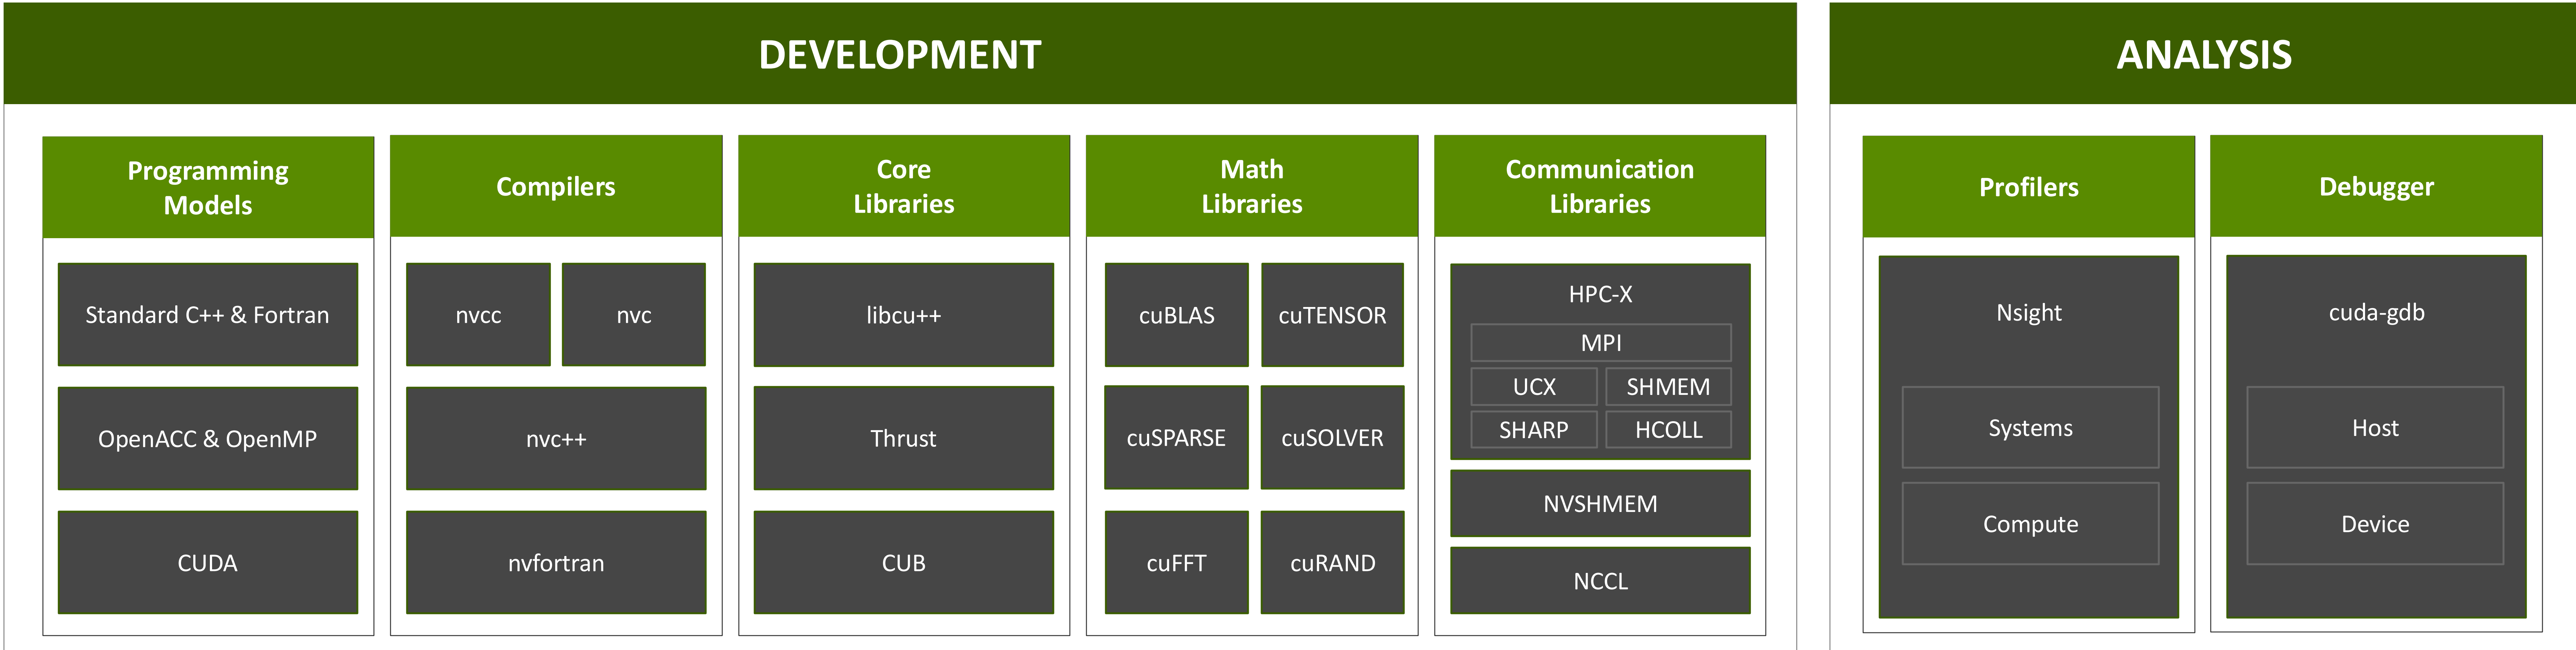 DEVELOPMENT
Programming
Models
Standard C++ & Fortran
OpenACC & OpenMP
CUDA
Compilers
nvcc
nvc
nvc++
nvfortran
Core
Libraries
libcu++
Thrust
CUB
Math
Libraries
cuBLAS
cuTENSOR
cuSPARSE
cuSOLVER
cuFFT
cuRAND
Communication
Libraries
HPC-X
MPI
UCX
SHMEM
SHARP
HCOLL
NVSHMEM
NCCL
ANALYSIS
Profilers
Nsight
Systems
Compute
Debugger
cuda-gdb
Host
Device